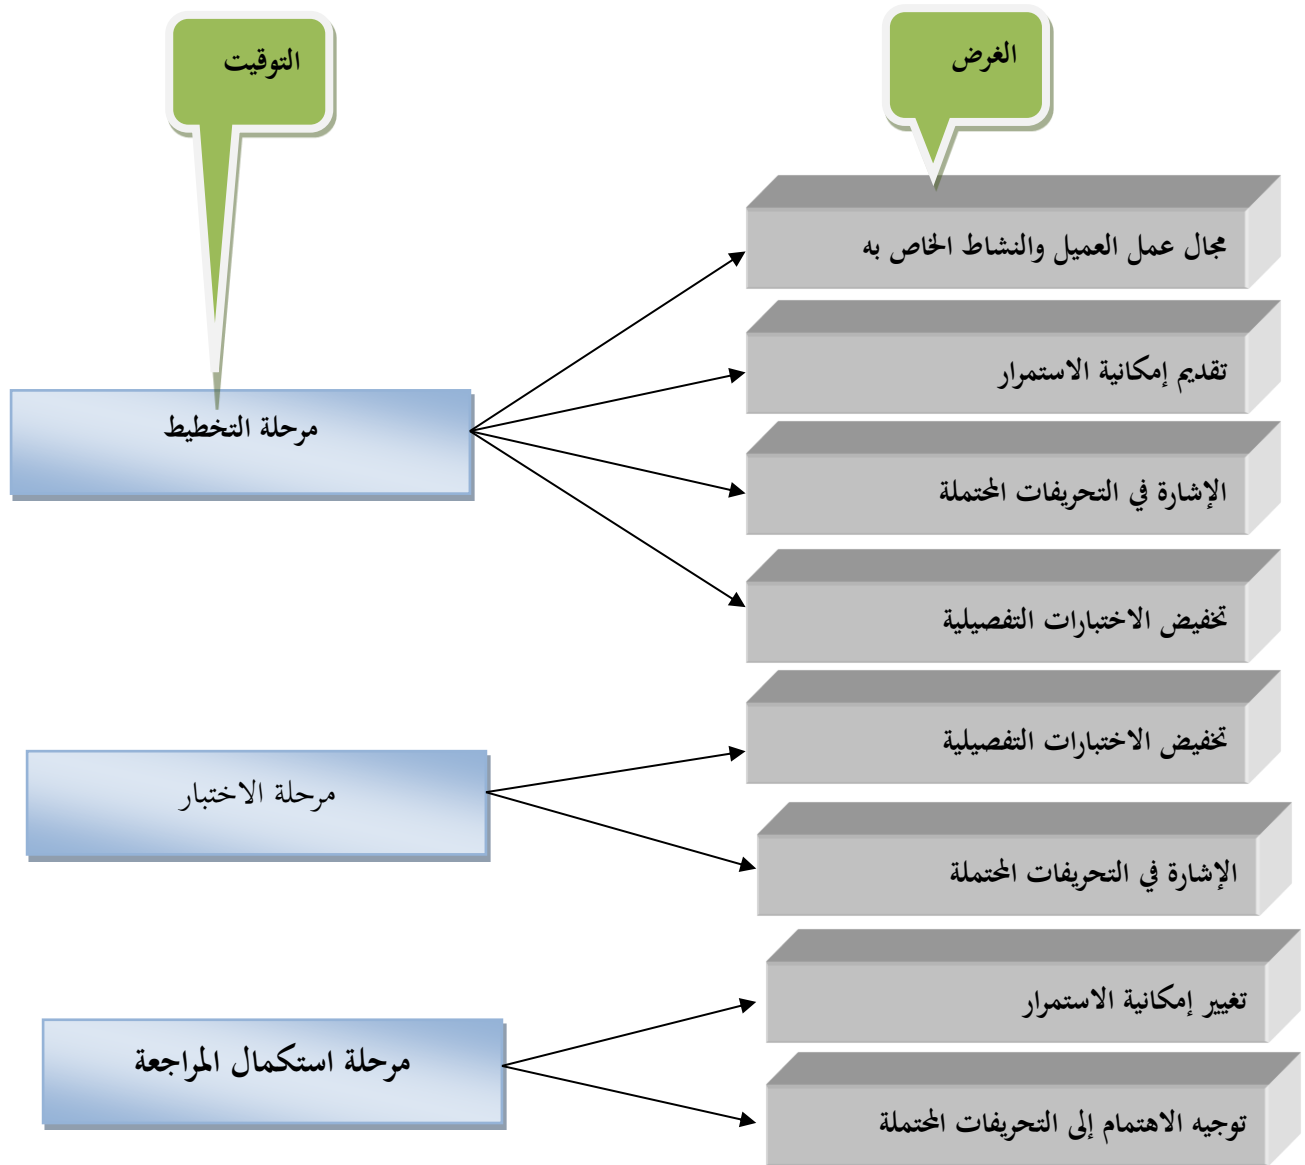 الغرض
التوقيت
مجال عمل العميل والنشاط الخاص به
تقديم إمكانية الاستمرار
مرحلة التخطيط
الإشارة في التحريفات المحتملة
تخفيض الاختبارات التفصيلية
تخفيض الاختبارات التفصيلية
مرحلة الاختبار
الإشارة في التحريفات المحتملة
تغيير إمكانية الاستمرار
مرحلة استكمال المراجعة
توجيه الاهتمام إلى التحريفات المحتملة